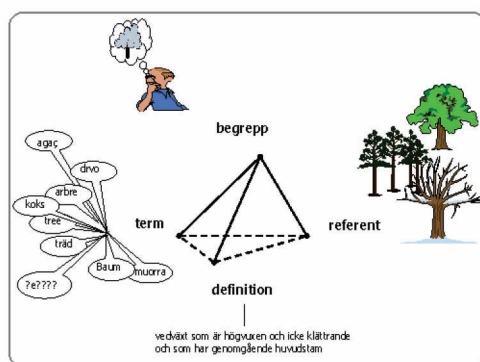 begrepp
agaç
drvo
arbre
koks
tree
träd
?e????
Baum
muorra
term
referent
definition
vedväxt som är högvuxen och icke klättrande
och som har genomgående huvudstam